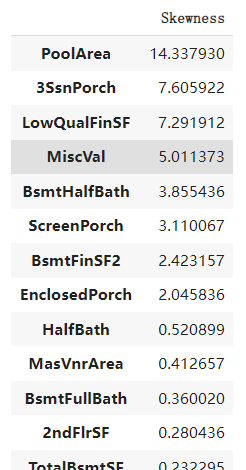 Skewness
PoolArea 14.337930
3SsnPorch 7.605922
LowQualFinSF 7.291912
MiscVal 5.011373
BsmtHalfBath 3.855436
ScreenPorch 3.110067
BsmtFinSF2 2.423157
EnclosedPorch 2.045836
HalfBath 0.520899
MasVnrArea 0.412657
BsmtFullBath 0.360020
2ndFlrSF 0.280436
TotalBsmtSF 0.232295